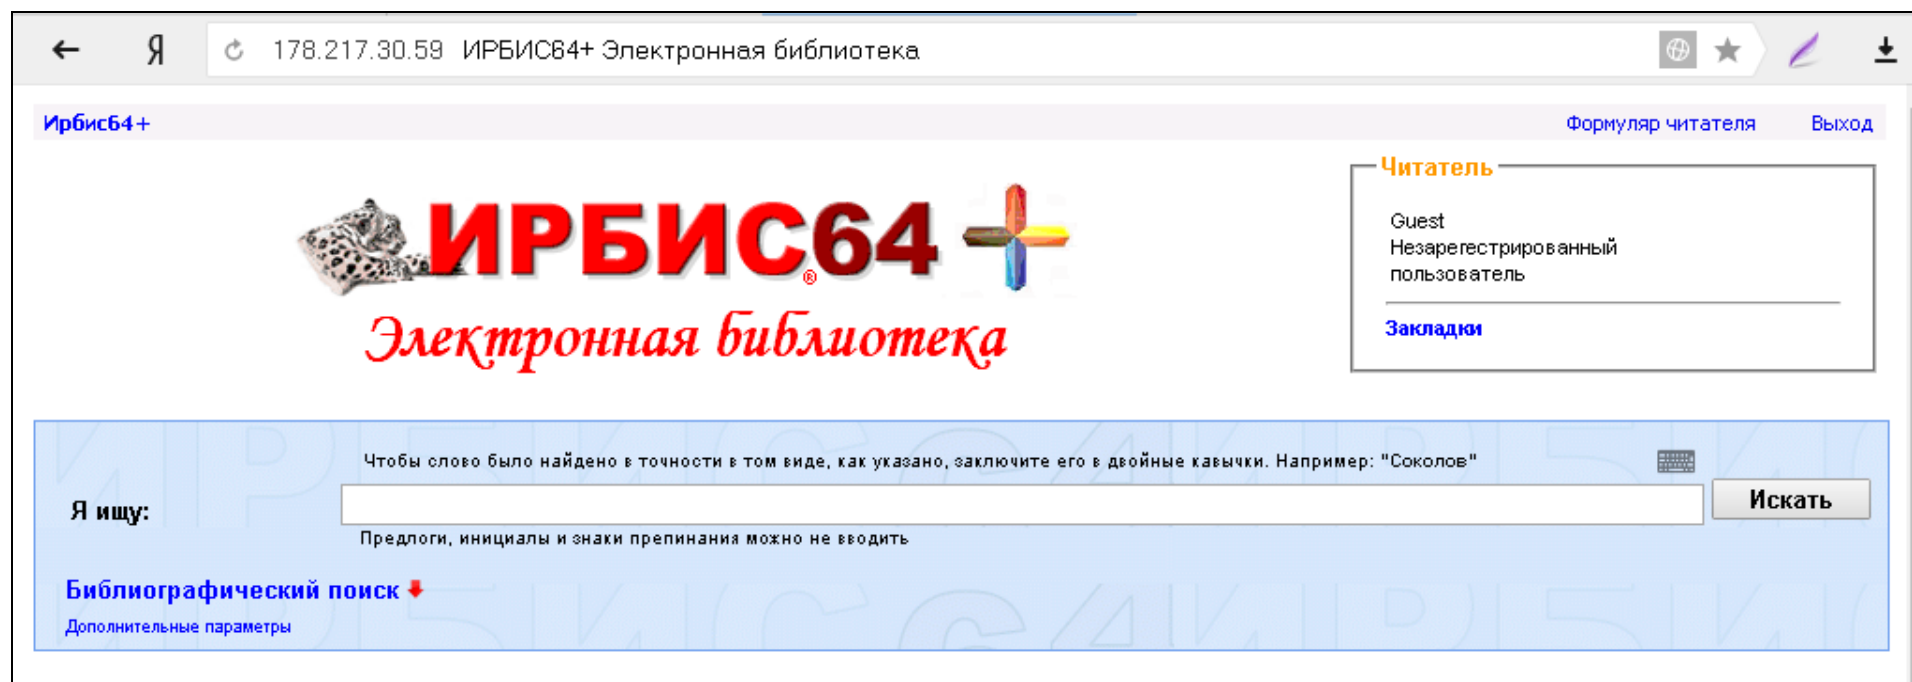 Я 178.217.30.59 ИРБИС64+ Электронная библиотека
Ирбис64+ Формуляр читателя Выход
Читатель
ИРБИС64
®
Guest
Незарегестрированный
пользователь
Электронная библиотека
Закладки
Чтобы слово было найдено в точности в том виде, как указано, заключите его в двойные кавычки. Например: "Соколов"
Я ищу:
Искать
Предлоги, инициалы и знаки препинания можно не вводить
Библиографический поиск
Дополнительные параметры